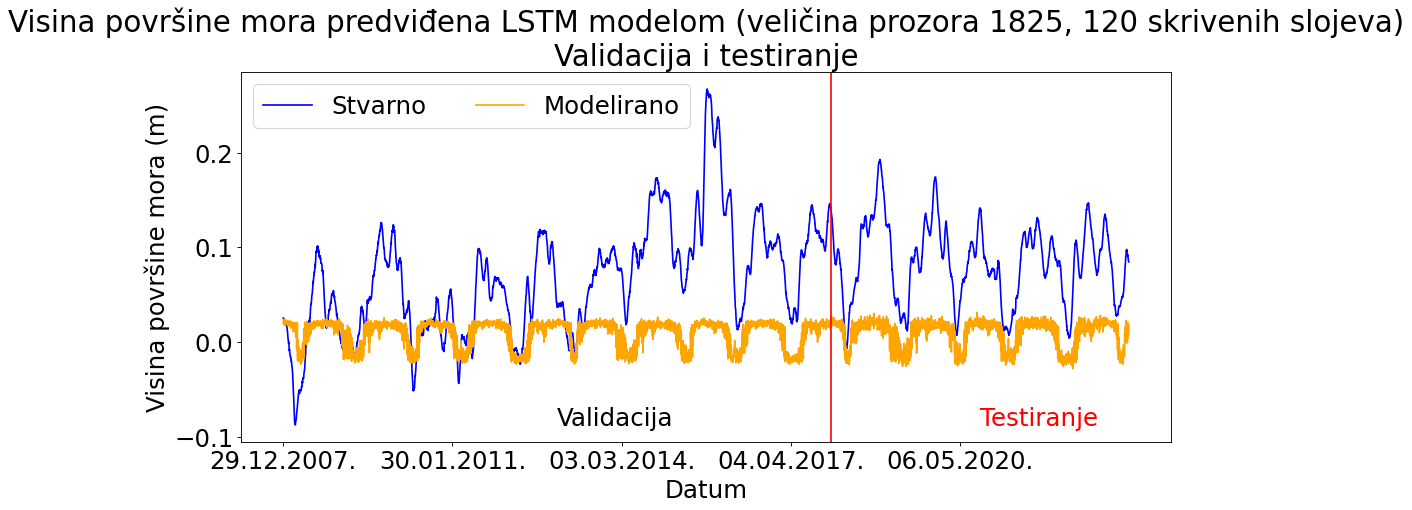 Visina površine mora predviđena LSTM modelom (veličina prozora 1825, 120 skrivenih slojeva)
Validacija i testiranje
Stvarno Modelirano
Visina površine mora (m)
0.2
0.1
0.0
−0.1
Validacija
Testiranje
29.12.2007. 30.01.2011. 03.03.2014. 04.04.2017. 06.05.2020.
Datum